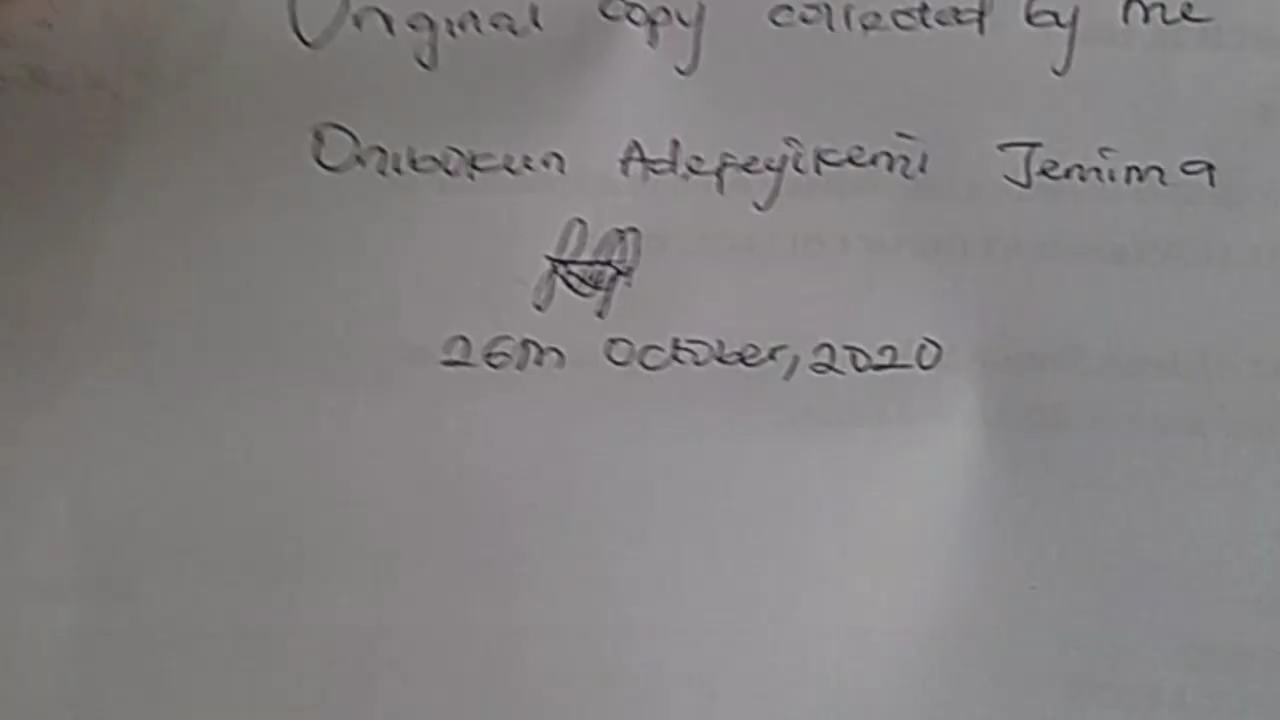 Original copy collected by me
Onibokun Adefeyikemi Jemima
26th October, 2020